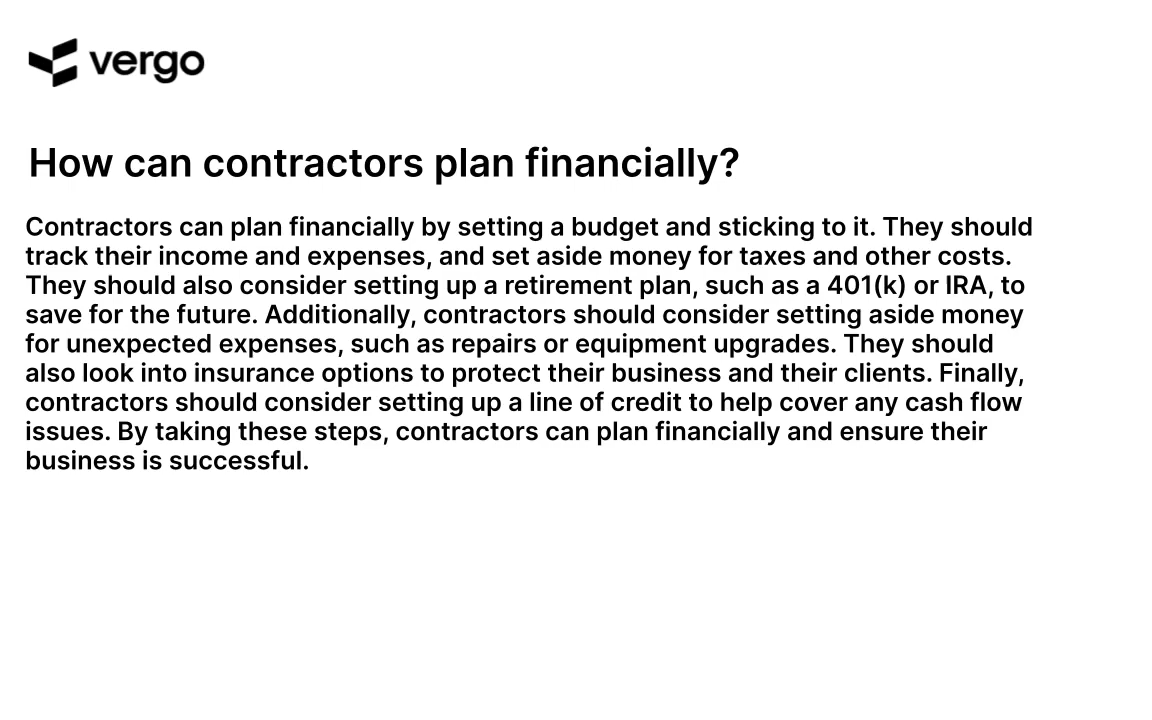 vergo
How can contractors plan financially?
Contractors can plan financially by setting a budget and sticking to it. They should
track their income and expenses, and set aside money for taxes and other costs.
They should also consider setting up a retirement plan, such as a 401(k) or IRA, to
save for the future. Additionally, contractors should consider setting aside money
for unexpected expenses, such as repairs or equipment upgrades. They should
also look into insurance options to protect their business and their clients. Finally,
contractors should consider setting up a line of credit to help cover any cash flow
issues. By taking these steps, contractors can plan financially and ensure their
business is successful.